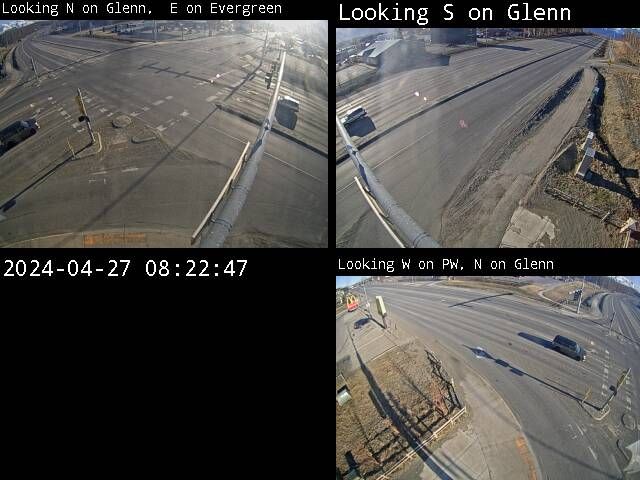 Looking N on Glenn,  E on Evergreen
Looking S on Glenn
2024-04-27 08:22:47
Looking W on PW, N on Glenn